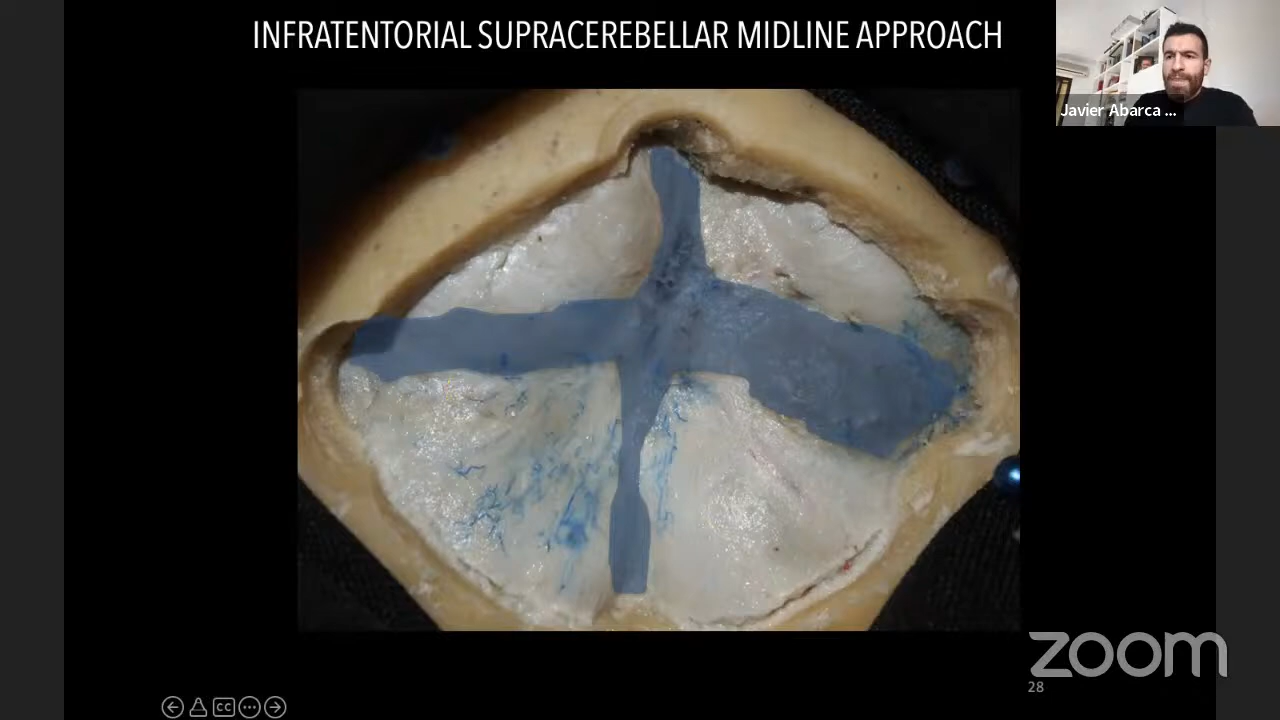 INFRATENTORIAL SUPRACEREBELLAR MIDLINE APPROACH
Javier Abarca ...
zoom
28
CC